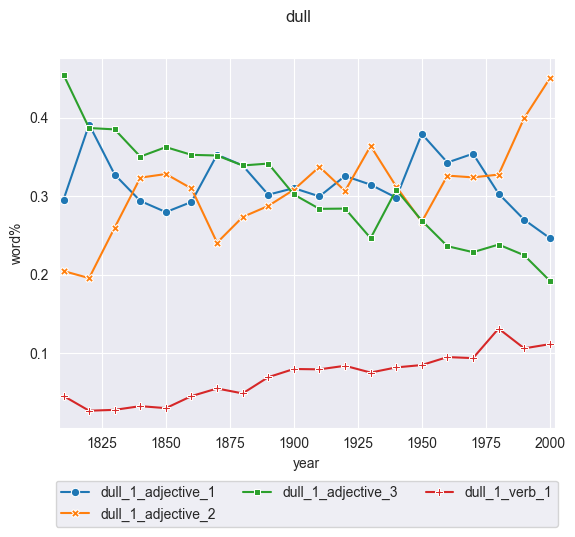 dull
0.4
0.3
0.2
0.1
word%
1825 1850 1875 1900 1925 1950 1975 2000
year
dull_1_adjective_1 dull_1_adjective_3 dull_1_verb_1
dull_1_adjective_2